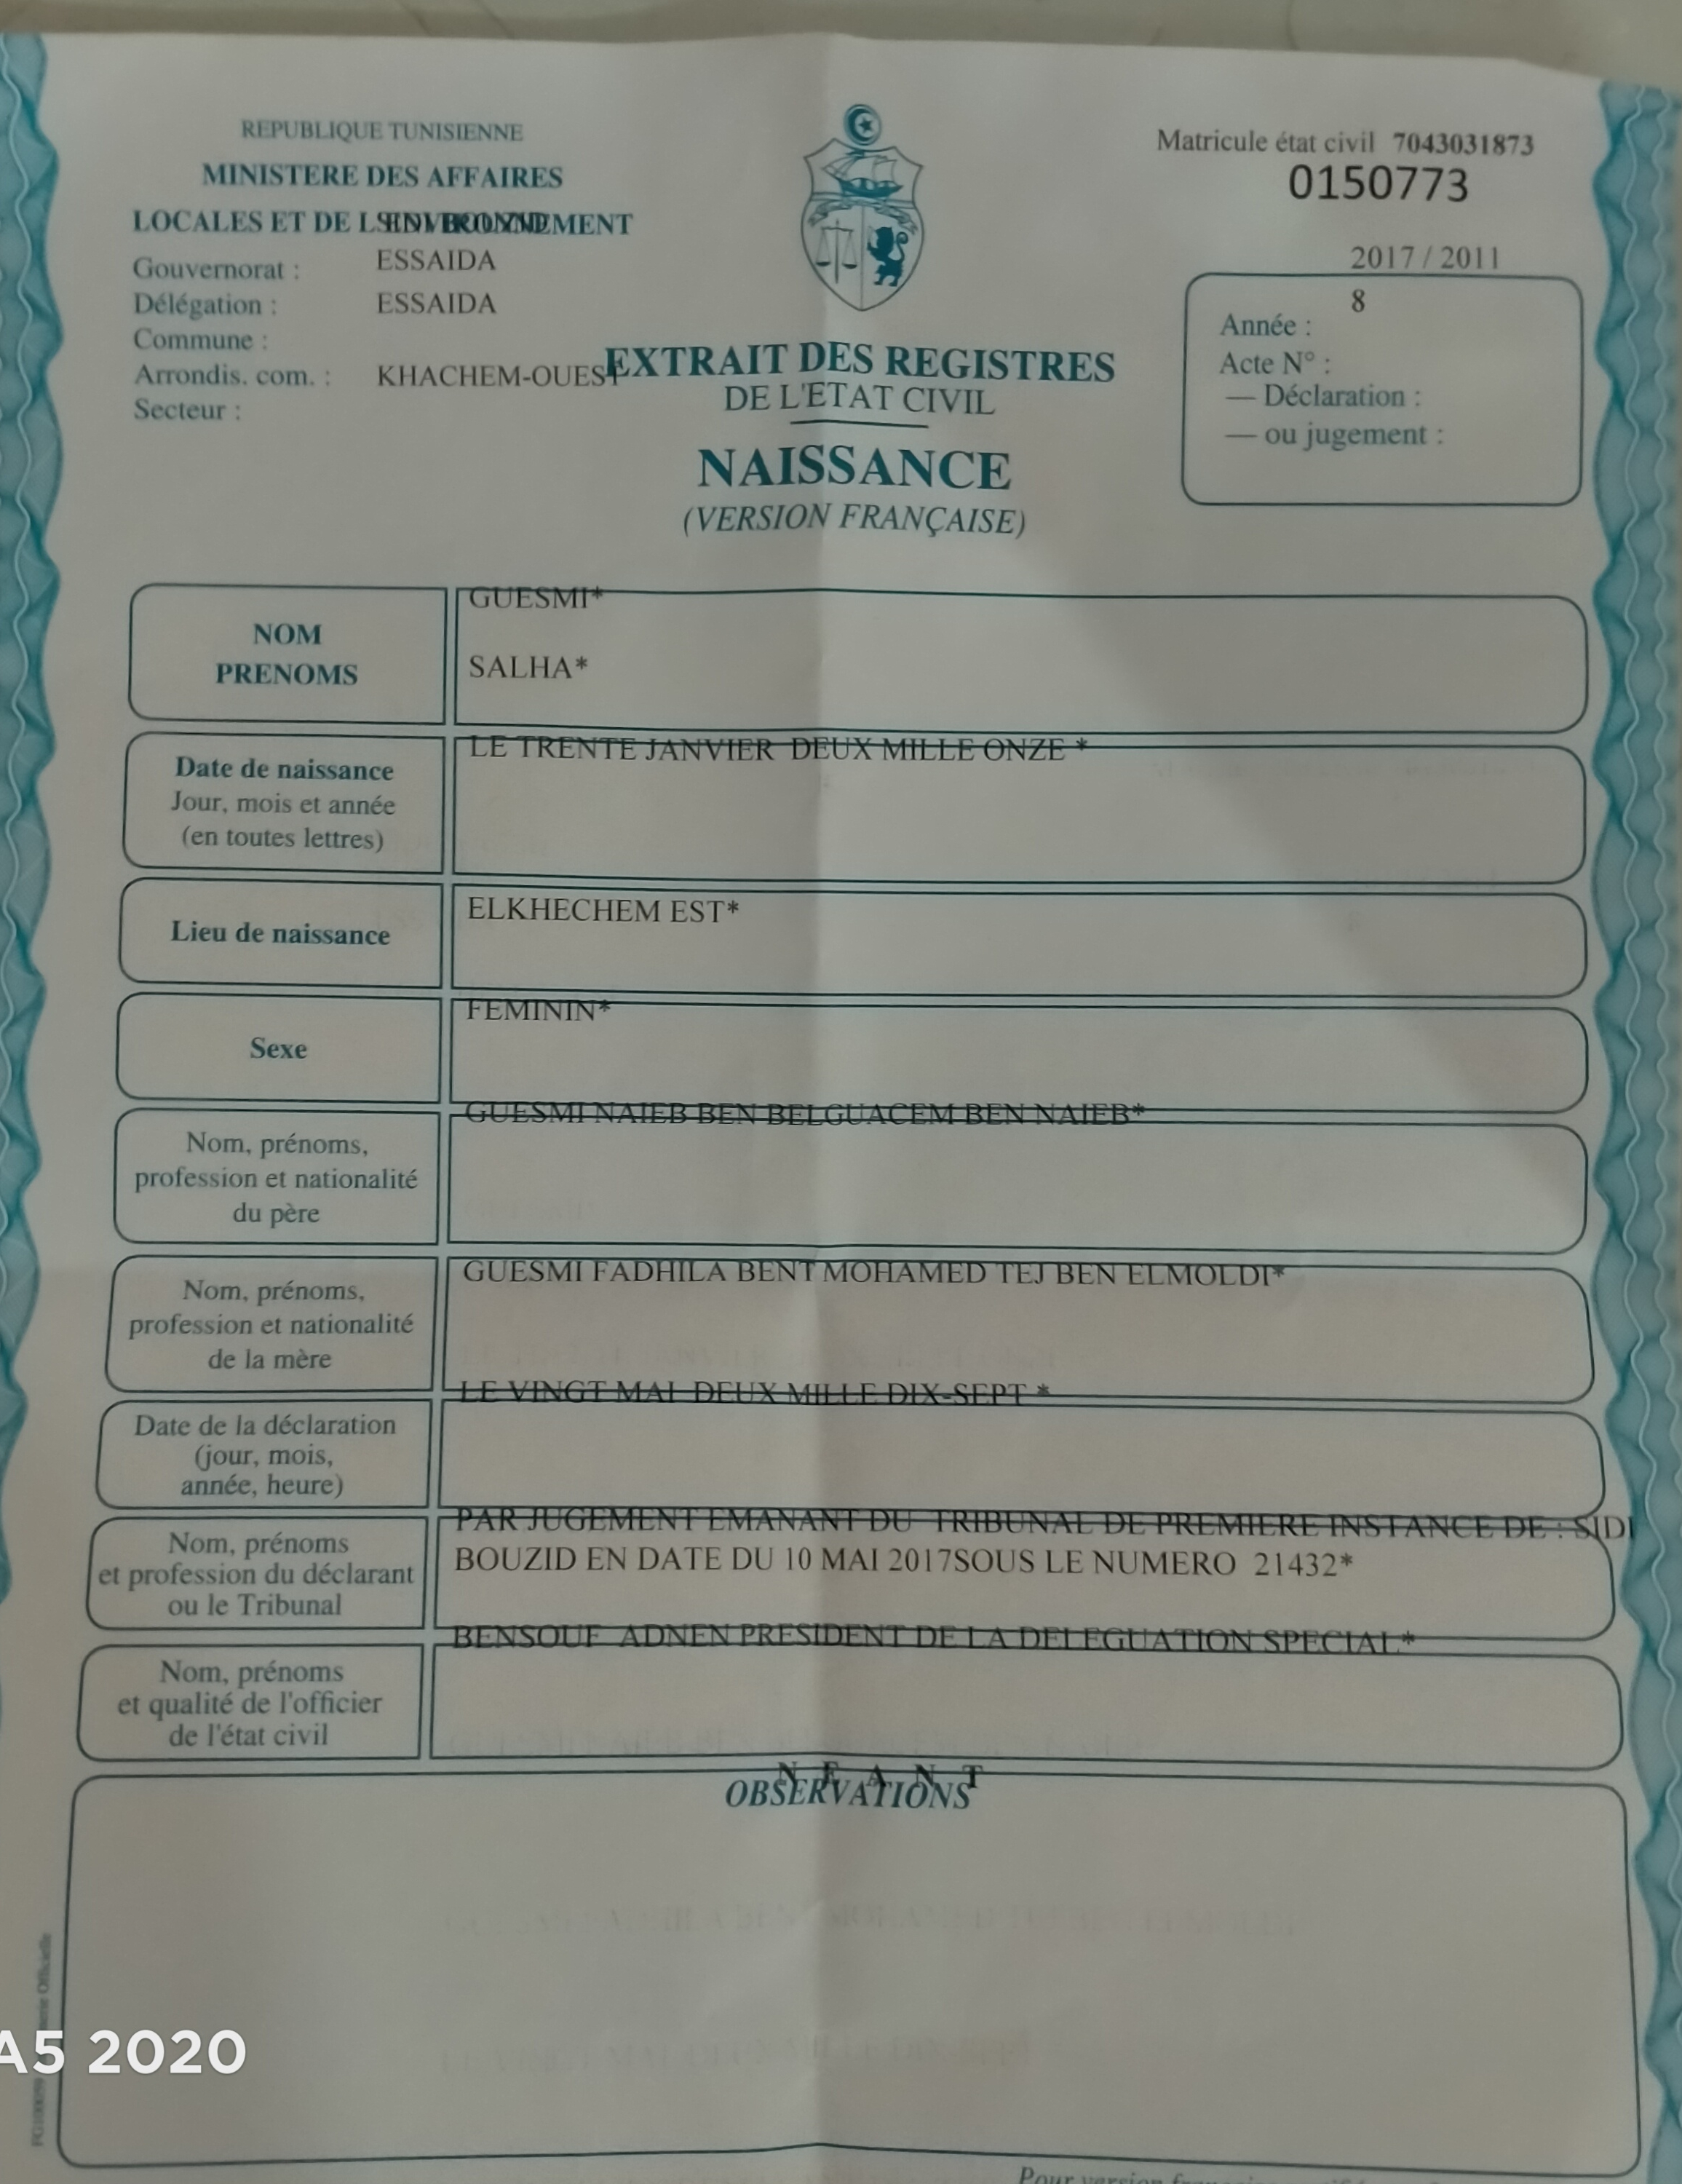 REPUBLIQUE TUNISIENNE
MINISTERE DES AFFAIRES
LOCALES ET DE L'ENVIRONNEMENT
SIDI BOUZID
Gouvernorat :
ESSAIDA
Délégation :
ESSAIDA
Commune :
Arrondis. com. :
KHACHEM-OUEST
Secteur :
Matricule état civil 7043031873
0150773
2017 / 2011
8
Année :
Acte N° :
— Déclaration :
— ou jugement :
EXTRAIT DES REGISTRES
DE L'ETAT CIVIL
NAISSANCE
(VERSION FRANÇAISE)
NOM
PRENOMS
GUESMI*
SALHA*
Date de naissance
Jour, mois et année
(en toutes lettres)
LE TRENTE JANVIER DEUX MILLE ONZE *
Lieu de naissance
ELKHECHEM EST*
Sexe
FEMININ*
Nom, prénoms,
profession et nationalité
du père
GUESMI NAIEB BEN BELGUACEM BEN NAIEB*
Nom, prénoms,
profession et nationalité
de la mère
GUESMI FADHILA BENT MOHAMED TEJ BEN ELMOLDI*
Date de la déclaration
(jour, mois,
année, heure)
LE VINGT MAI DEUX MILLE DIX-SEPT *
Nom, prénoms
et profession du déclarant
ou le Tribunal
PAR JUGEMENT EMANANT DU TRIBUNAL DE PREMIERE INSTANCE DE : SIDI
BOUZID EN DATE DU 10 MAI 2017SOUS LE NUMERO 21432*
Nom, prénoms
et qualité de l'officier
de l'état civil
BENSOUF ADNEN PRESIDENT DE LA DELEGUATION SPECIAL*
N E A N T
OBSERVATIONS
Officielle
A5 2020
Pour version française